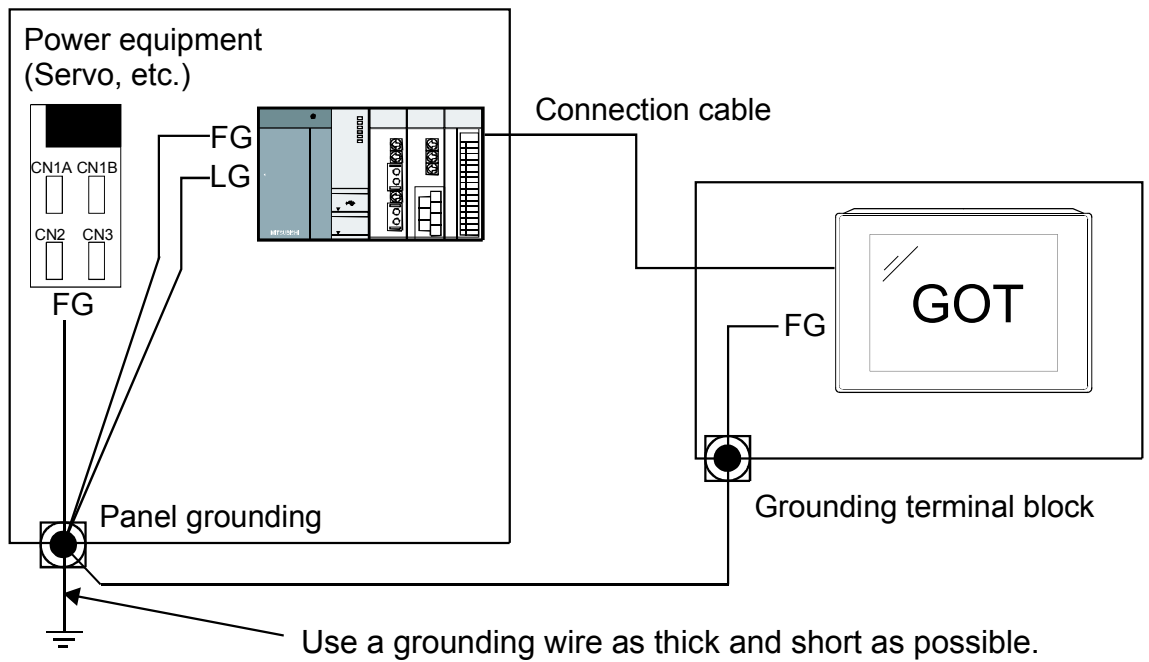 Power equipment
(Servo, etc.)
CN1A CN1B
CN2 CN3
FG
FG
LG
MITSUBISHI
Connection cable
GOT
FG
Grounding terminal block
Panel grounding
Use a grounding wire as thick and short as possible.